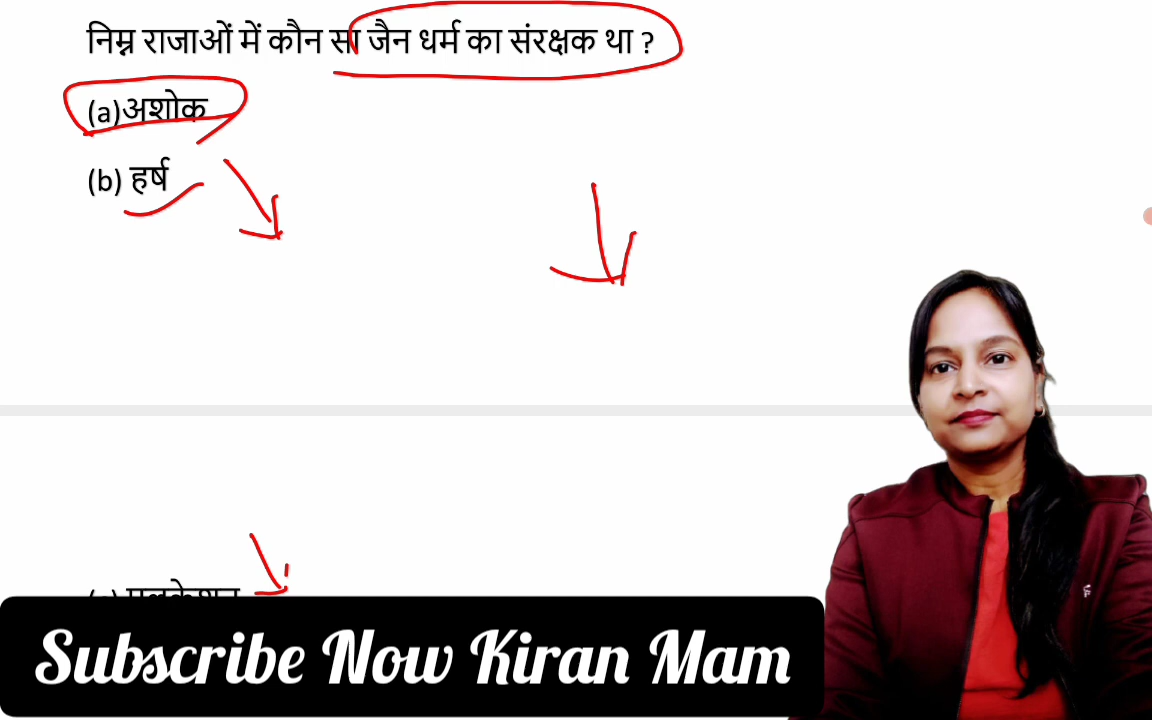 निम्न राजाओं में कौन सा जैन धर्म का संरक्षक था ?
(a)अशोक
(b) हर्ष
Subscribe Now Kiran Mam